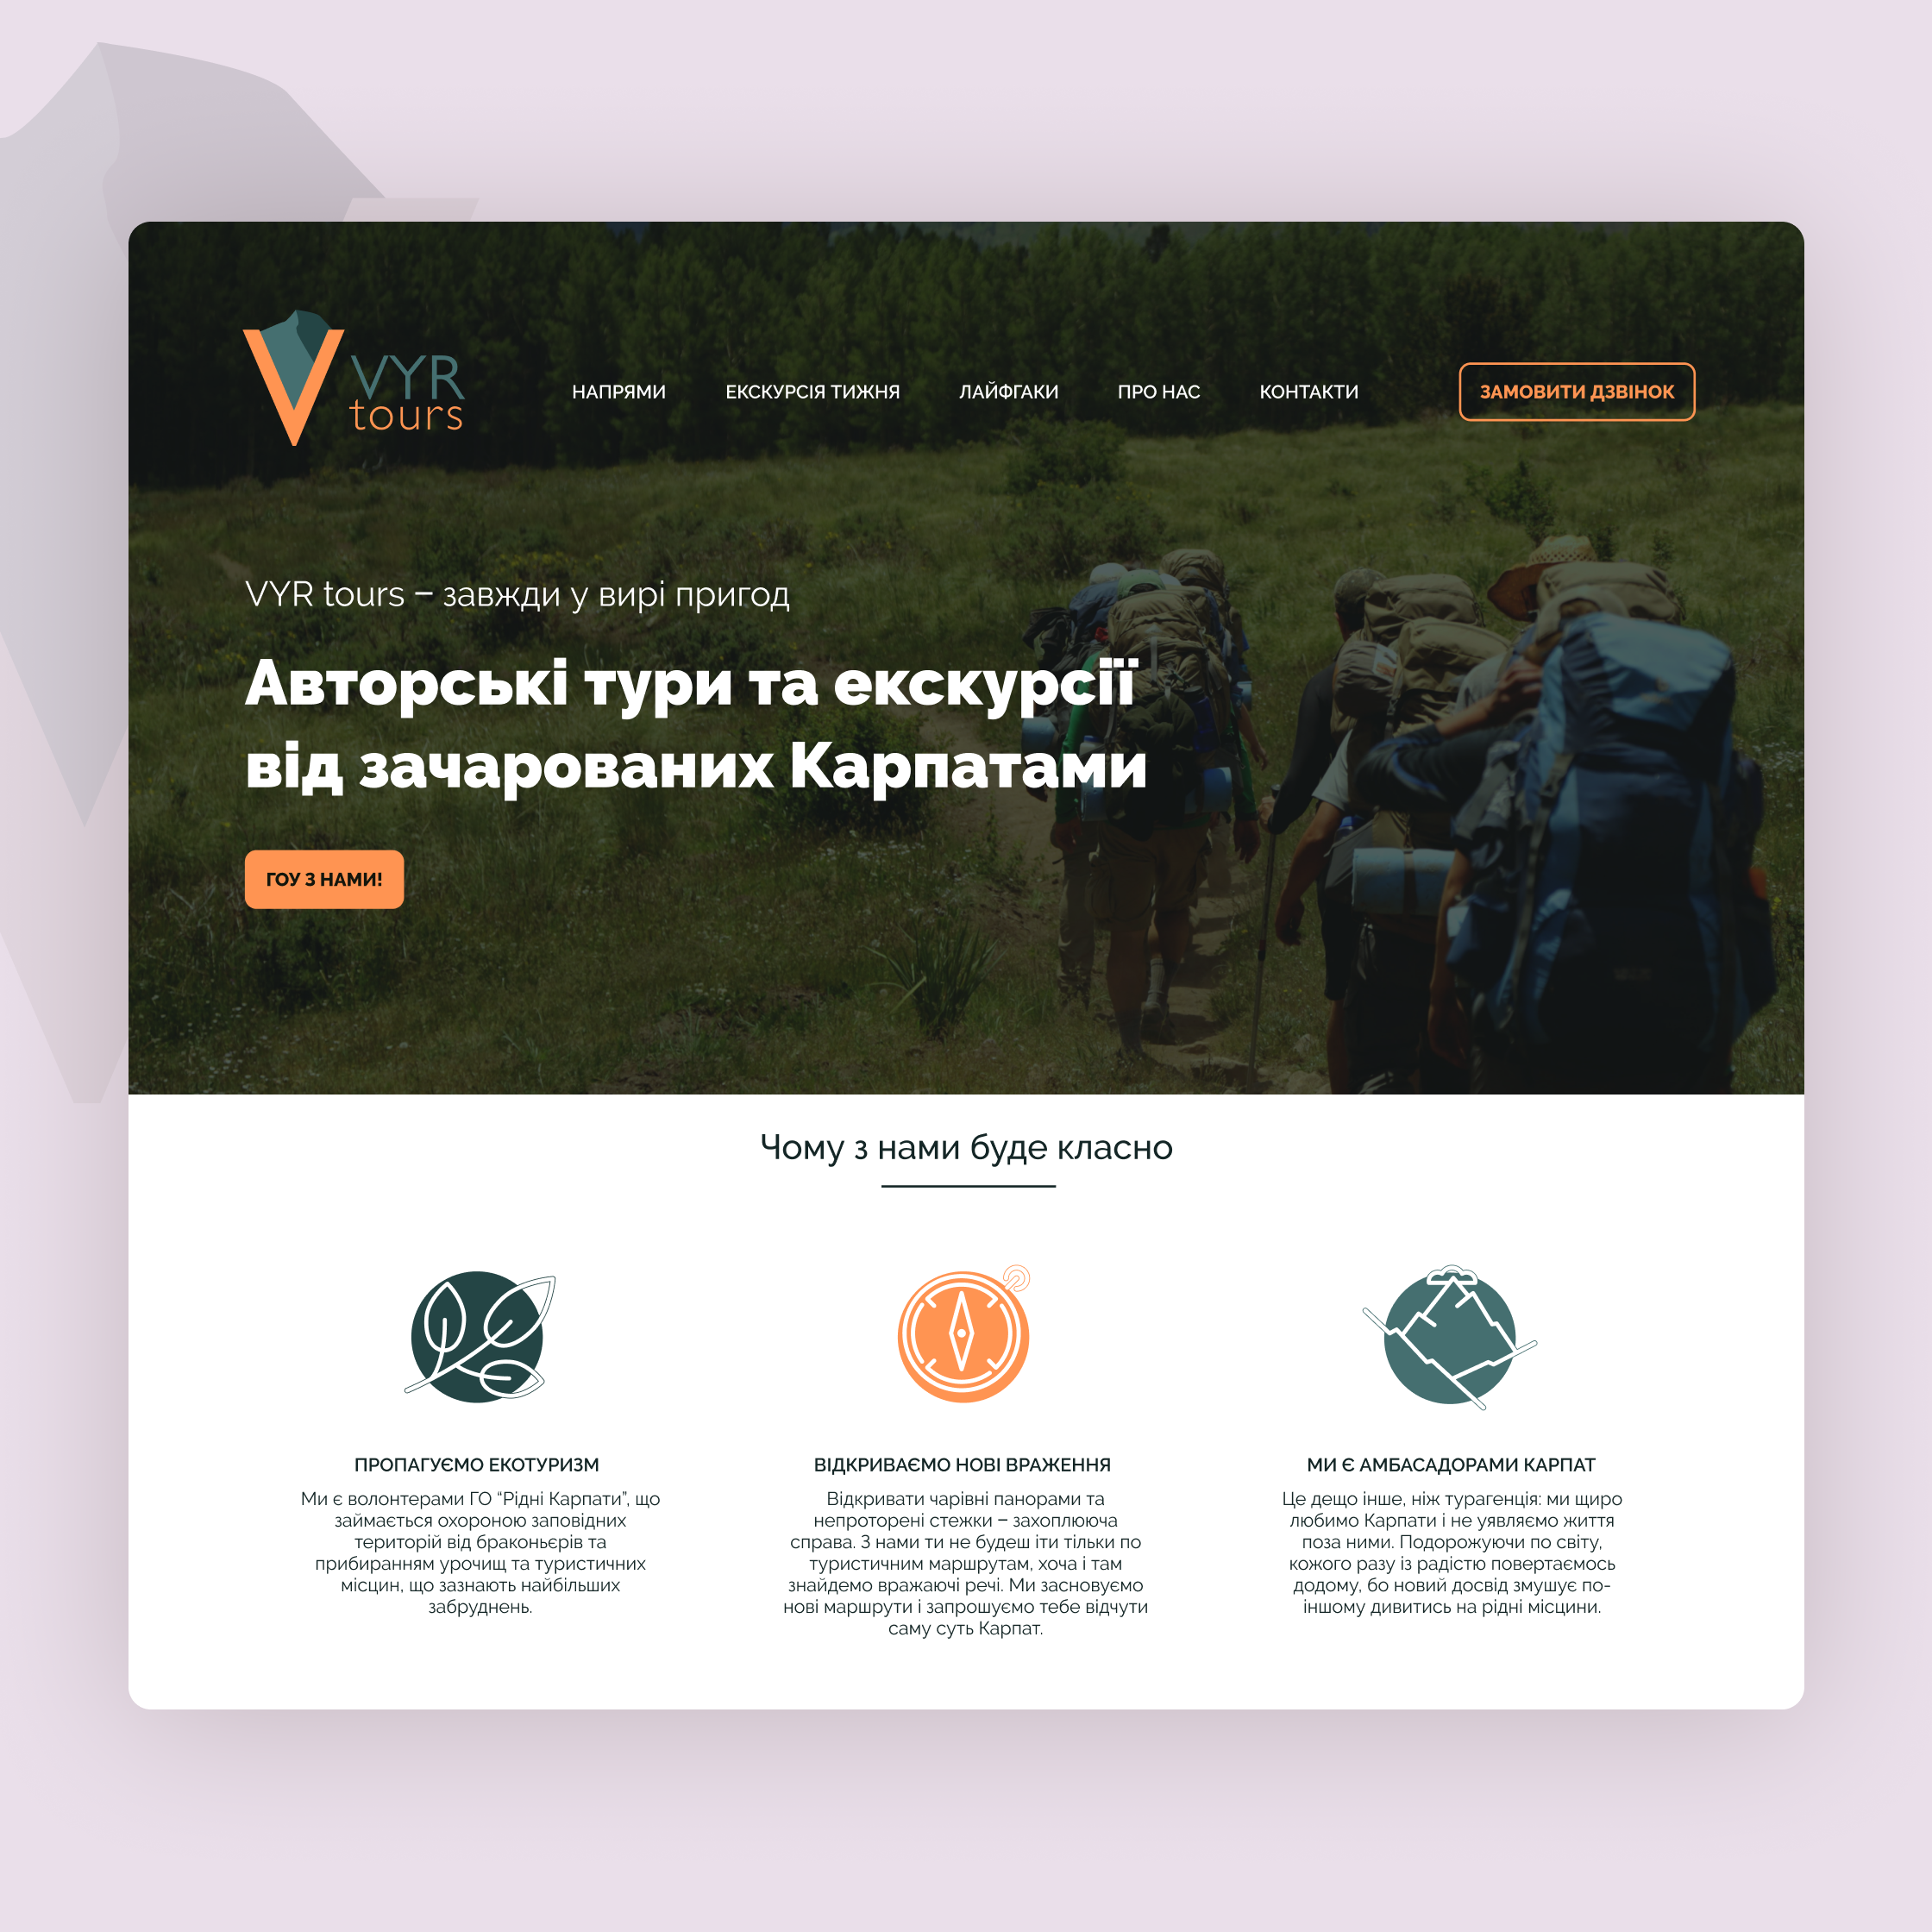 VYR
tours
НАПРЯМИ
ЕКСКУРСІЯ ТИЖНЯ
ЛАЙФГАКИ
ПРО НАС
КОНТАКТИ
ЗАМОВИТИ ДЗВІНОК
VYR tours – завжди у вирі пригод
Авторські тури та екскурсії
від зачарованих Карпатами
ГОУ З НАМИ!
Чому з нами буде класно
ПРОПАГУЄМО ЕКОТУРИЗМ
Ми є волонтерами ГО “Рідні Карпати”, що
займається охороною заповідних
територій від браконьєрів та
прибиранням урочищ та туристичних
місцин, що зазнають найбільших
забруднень.
ВІДКРИВАЄМО НОВІ ВРАЖЕННЯ
Відкривати чарівні панорами та
непроторені стежки – захоплююча
справа. З нами ти не будеш іти тільки по
туристичним маршрутам, хоча і там
знайдемо вражаючі речі. Ми засновуємо
нові маршрути і запрошуємо тебе відчути
саму суть Карпат.
МИ Є АМБАСАДОРАМИ КАРПАТ
Це дещо інше, ніж турагенція: ми щиро
любимо Карпати і не уявляємо життя
поза ними. Подорожуючи по світу,
кожого разу із радістю повертаємось
додому, бо новий досвід змушує по-
іншому дивитись на рідні місцини.